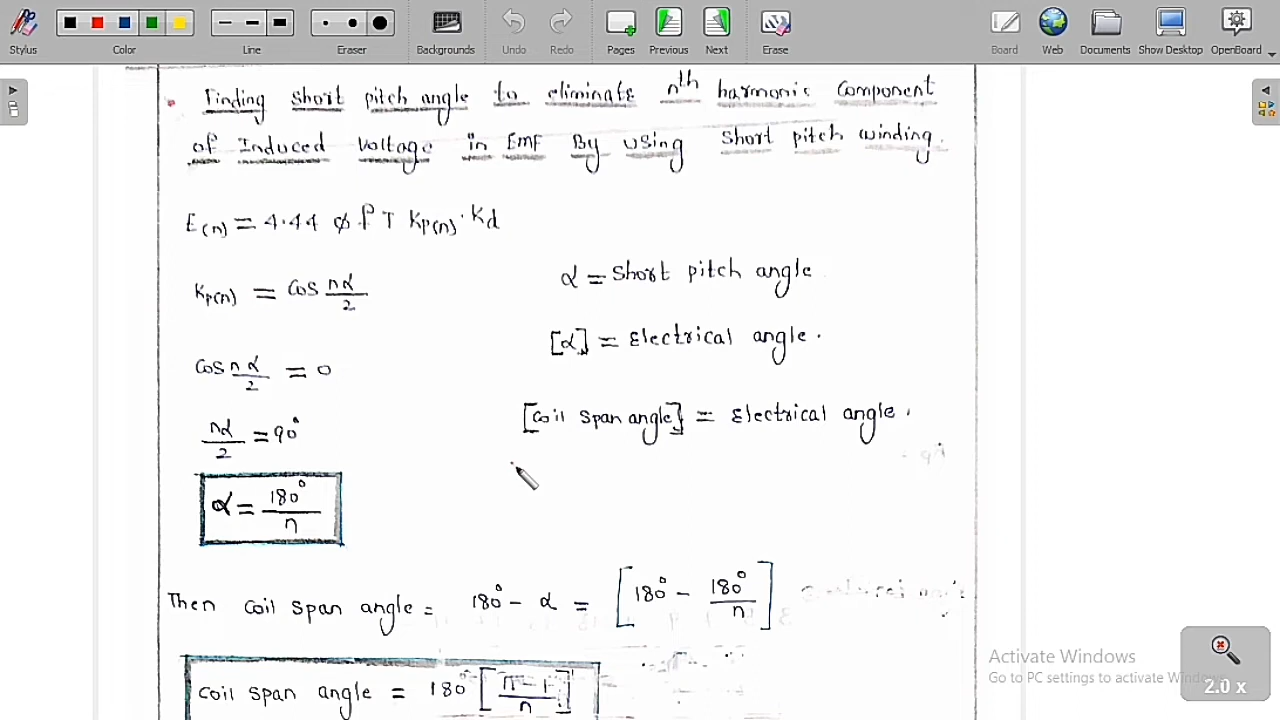 Stylus Color Line Eraser Backgrounds Undo Redo Pages Previous Next Erase Board Web Documents Show Desktop OpenBoard
Finding short pitch angle to eliminate nth harmonic component
of Induced voltage in EMF By using short pitch winding.
E(n) = 4.44 φ f T Kp(n) · Kd
Kp(n) = cos nα/2
α = short pitch angle
[α] = Electrical angle.
cos nα/2 = 0
[coil span angle] = Electrical angle.
nα/2 = 90°
α = 180°/n
Then coil span angle = 180° - α = [180° - 180°/n]
coil span angle = 180° [n-1/n]
Activate Windows
Go to PC settings to activate Win
2.0 x